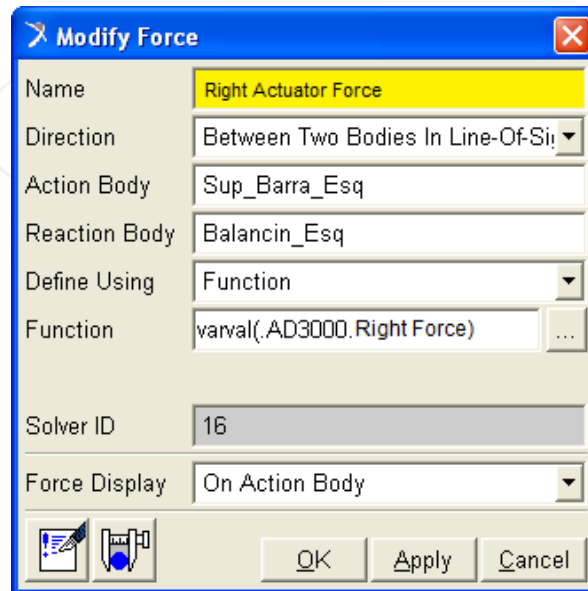 Modify Force
Name Right Actuator Force
Direction Between Two Bodies In Line-Of-Si
Action Body Sup_Barra_Esq
Reaction Body Balancin_Esq
Define Using Function
Function varval(.AD3000.Right Force) ...
Solver ID 16
Force Display On Action Body
OK Apply Cancel